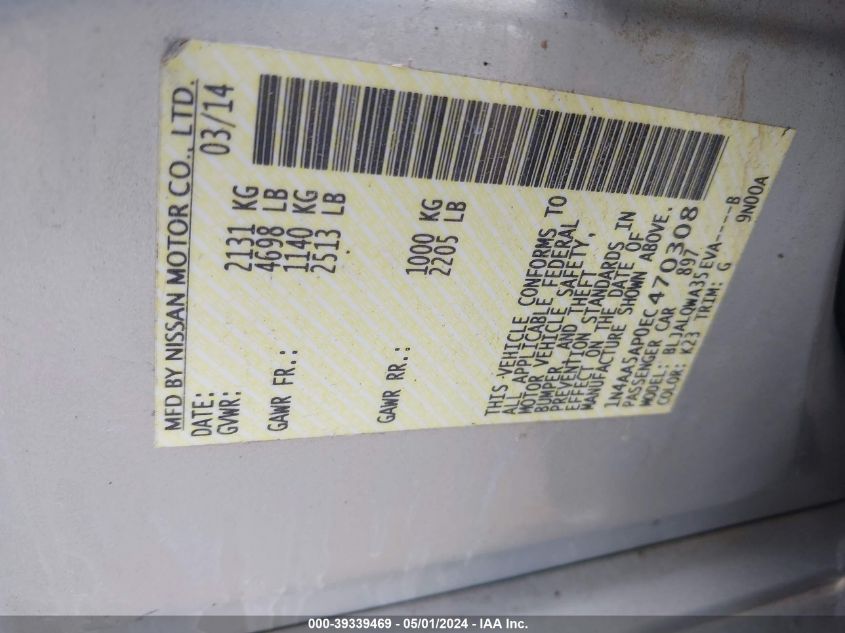 MFD BY NISSAN MOTOR CO., LTD.
DATE: 03/14
GVWR: 2131 KG
4698 LB
GAWR FR.: 1140 KG
2513 LB
GAWR RR.: 1000 KG
2205 LB
THIS VEHICLE CONFORMS TO
ALL APPLICABLE FEDERAL
MOTOR VEHICLE SAFETY,
BUMPER, AND THEFT
PREVENTION STANDARDS IN
EFFECT ON THE DATE OF
MANUFACTURE SHOWN ABOVE.
1N4AA5AP0EC470308
PASSENGER CAR 897
MODEL: BLJALQWA35EVA----B
COLOR: K23 TRIM: G 9N00A
000-39339469 - 05/01/2024 - IAA Inc.